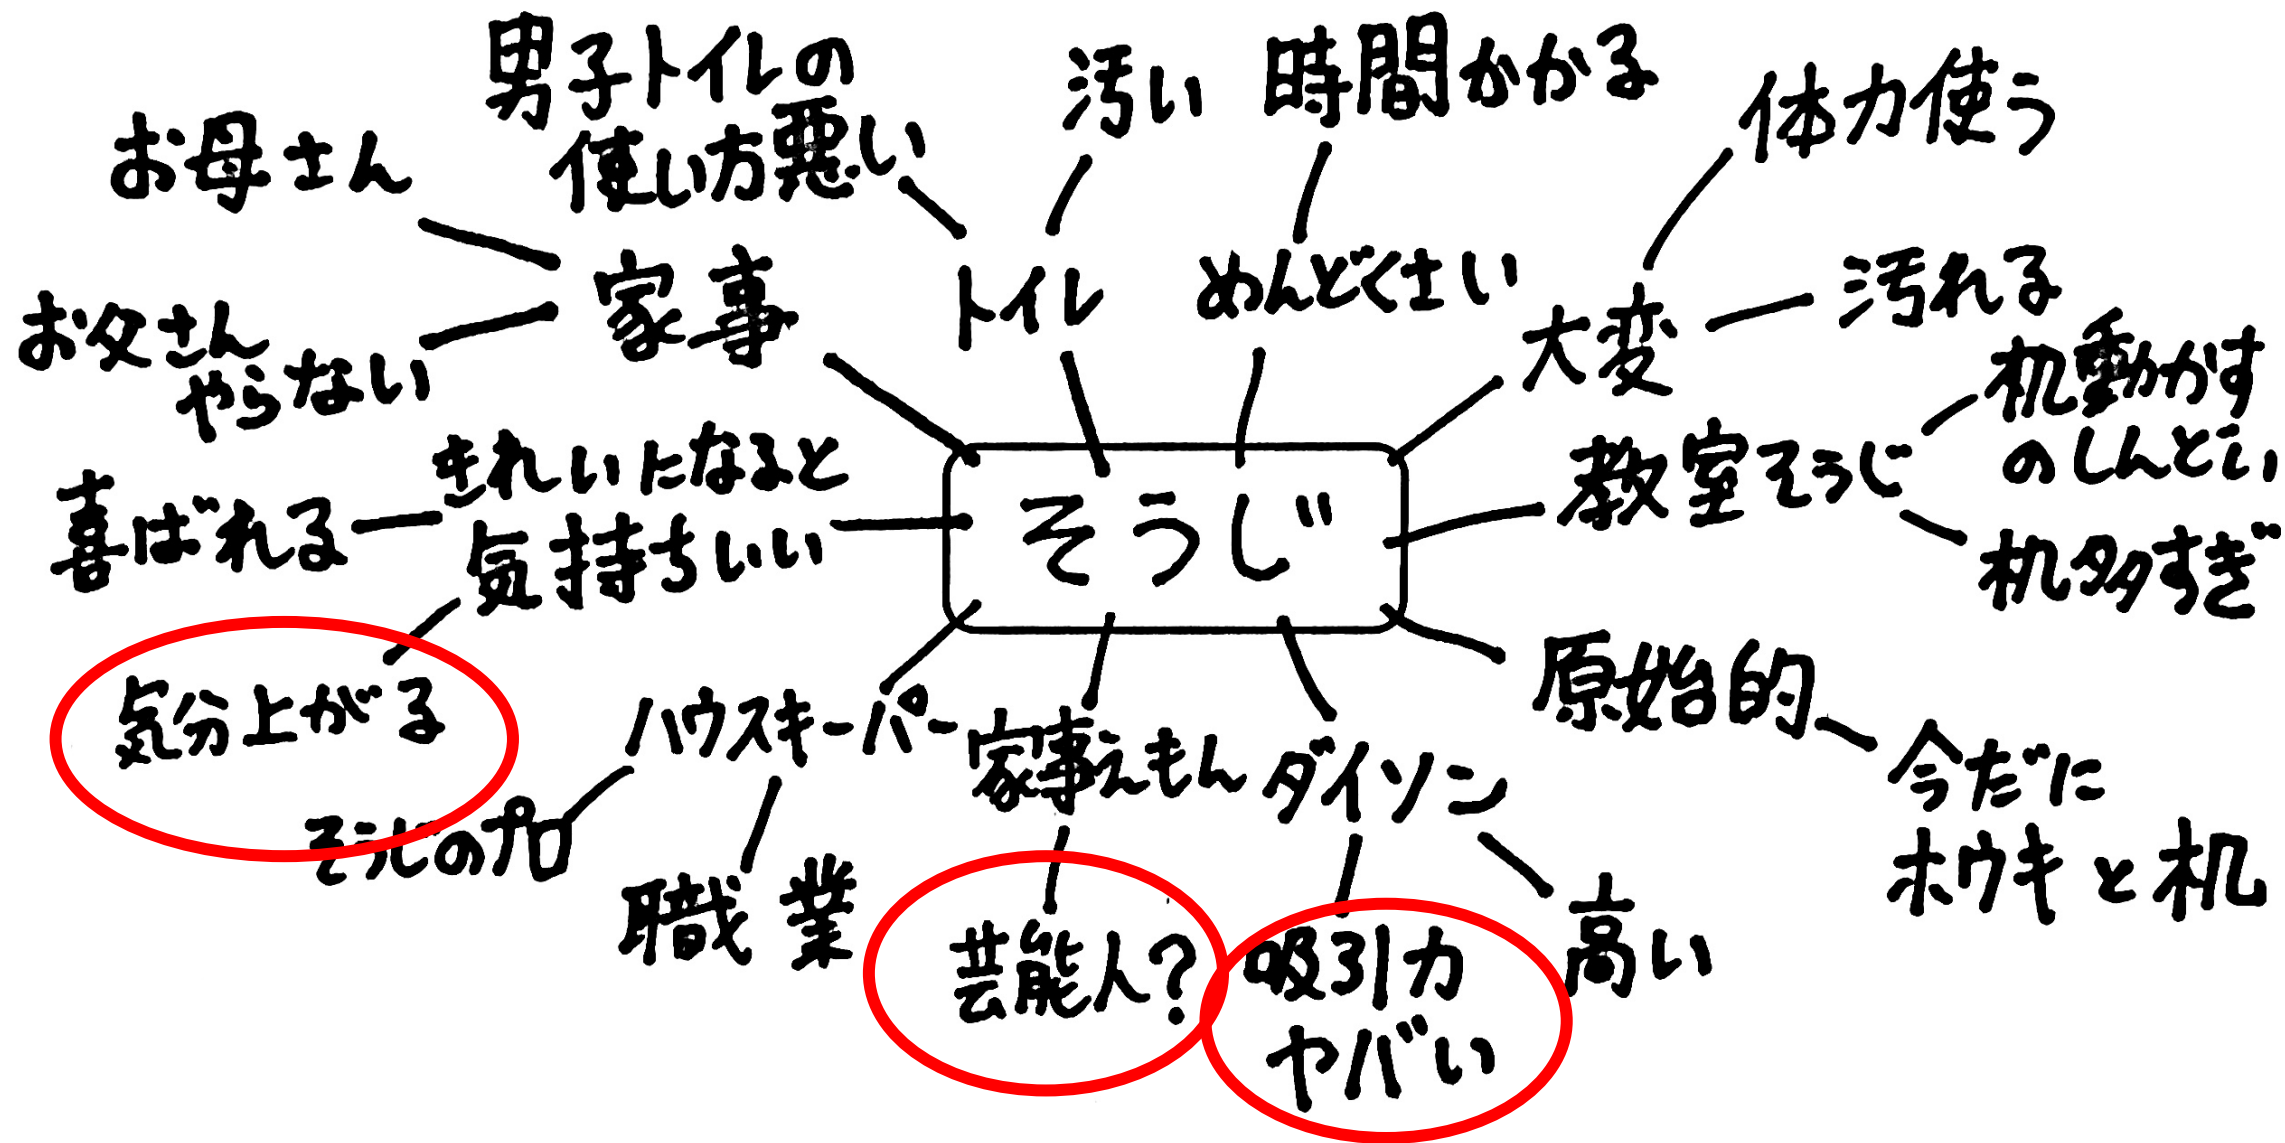 男子トイレの
使い方悪い
汚い
時間かかる
体力使う
お母さん
家事
トイレ
めんどくさい
大変
汚れる
お父さん
やらない
机動かす
のしんどい
きれいになると
気持ちいい
喜ばれる
そうじ
教室そうじ
机多すぎ
気分上がる
ハウスキーパー
家事えもん
ダイソン
原始的
今だに
ホウキと机
そうじのプロ
職業
芸能人?
吸引力
ヤバい
高い